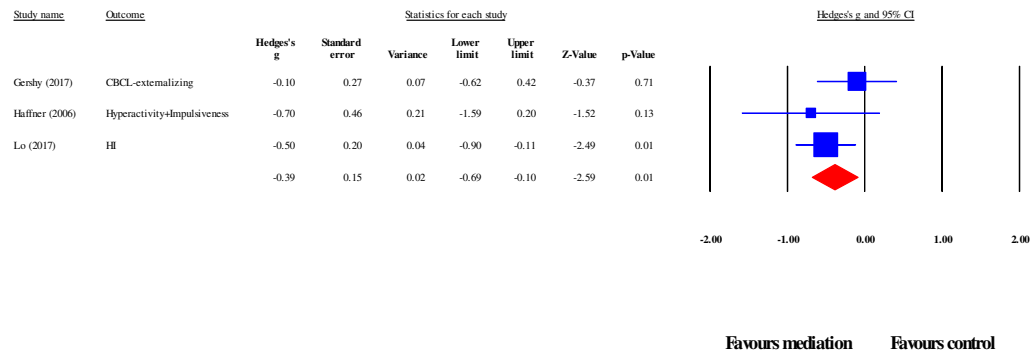 Study name Outcome Statistics for each study Hedges's g and 95% CI
Hedges's Standard Lower Upper
g error Variance limit limit Z-Value p-Value
Gershy (2017) CBCL-externalizing -0.10 0.27 0.07 -0.62 0.42 -0.37 0.71
Haffner (2006) Hyperactivity+Impulsiveness -0.70 0.46 0.21 -1.59 0.20 -1.52 0.13
Lo (2017) HI -0.50 0.20 0.04 -0.90 -0.11 -2.49 0.01
-0.39 0.15 0.02 -0.69 -0.10 -2.59 0.01
-2.00 -1.00 0.00 1.00 2.00
Favours mediation Favours control